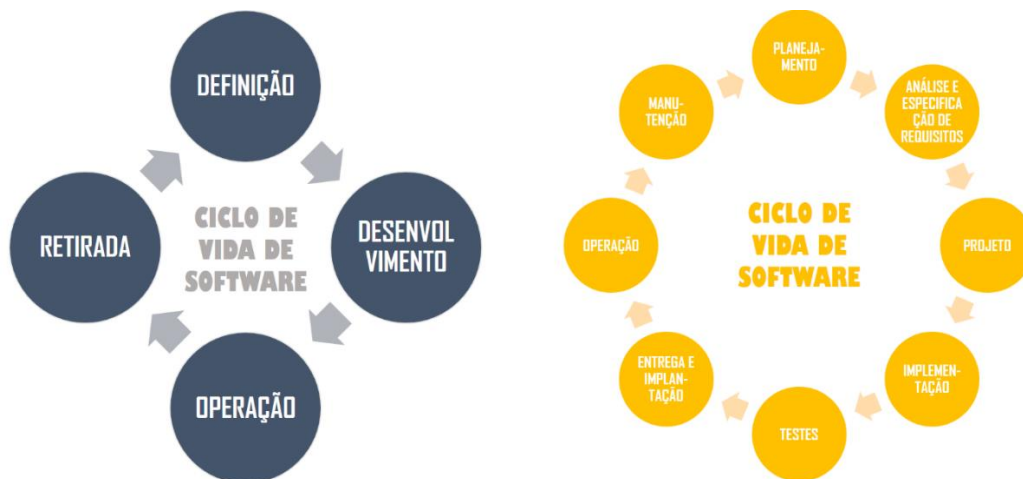 DEFINIÇÃO
DESENVOL
VIMENTO
OPERAÇÃO
RETIRADA
CICLO DE
VIDA DE
SOFTWARE
PLANEJA-
MENTO
ANÁLISE E
ESPECIFICA
ÇÃO DE
REQUISITOS
PROJETO
IMPLEMEN-
TAÇÃO
TESTES
ENTREGA E
IMPLAN-
TAÇÃO
OPERAÇÃO
MANU-
TENÇÃO
CICLO DE
VIDA DE
SOFTWARE